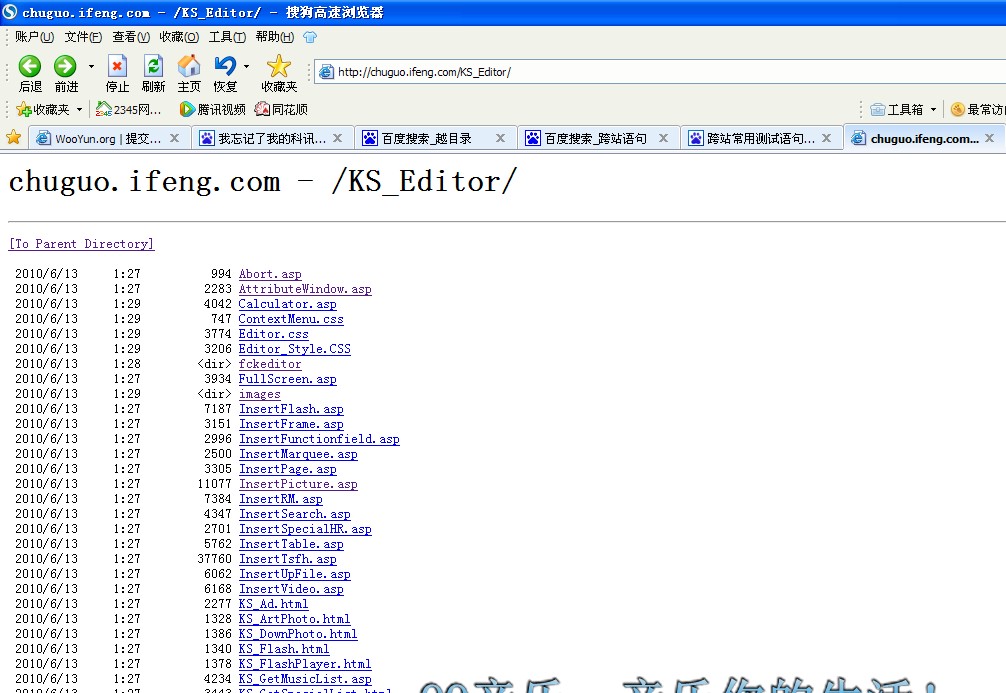 chuguo.ifeng.com - /KS_Editor/ - 搜狗高速浏览器
账户(U) 文件(F) 查看(V) 收藏(O) 工具(T) 帮助(H)
后退 前进 停止 刷新 主页 恢复 收藏夹 http://chuguo.ifeng.com/KS_Editor/
收藏夹 2345网... 腾讯视频 同花顺 工具箱 最常访
WooYun.org | 提交... 我忘记了我的科讯... 百度搜索_越目录 百度搜索_跨站语句 跨站常用测试语句... chuguo.ifeng.com...
chuguo.ifeng.com - /KS_Editor/
[To Parent Directory]
2010/6/13 1:27 994 Abort.asp
2010/6/13 1:27 2283 AttributeWindow.asp
2010/6/13 1:29 4042 Calculator.asp
2010/6/13 1:29 747 ContextMenu.css
2010/6/13 1:29 3774 Editor.css
2010/6/13 1:29 3206 Editor_Style.CSS
2010/6/13 1:28 <dir> fckeditor
2010/6/13 1:27 3934 FullScreen.asp
2010/6/13 1:29 <dir> images
2010/6/13 1:27 7187 InsertFlash.asp
2010/6/13 1:27 3151 InsertFrame.asp
2010/6/13 1:27 2996 InsertFunctionfield.asp
2010/6/13 1:27 2500 InsertMarquee.asp
2010/6/13 1:27 3305 InsertPage.asp
2010/6/13 1:27 11077 InsertPicture.asp
2010/6/13 1:27 7384 InsertRM.asp
2010/6/13 1:27 4347 InsertSearch.asp
2010/6/13 1:27 2701 InsertSpecialHR.asp
2010/6/13 1:27 5762 InsertTable.asp
2010/6/13 1:27 37760 InsertTsfh.asp
2010/6/13 1:27 6062 InsertUpFile.asp
2010/6/13 1:27 6168 InsertVideo.asp
2010/6/13 1:27 2277 KS_Ad.html
2010/6/13 1:27 1328 KS_ArtPhoto.html
2010/6/13 1:27 1386 KS_DownPhoto.html
2010/6/13 1:27 1340 KS_Flash.html
2010/6/13 1:27 1378 KS_FlashPlayer.html
2010/6/13 1:27 4234 KS_GetMusicList.asp